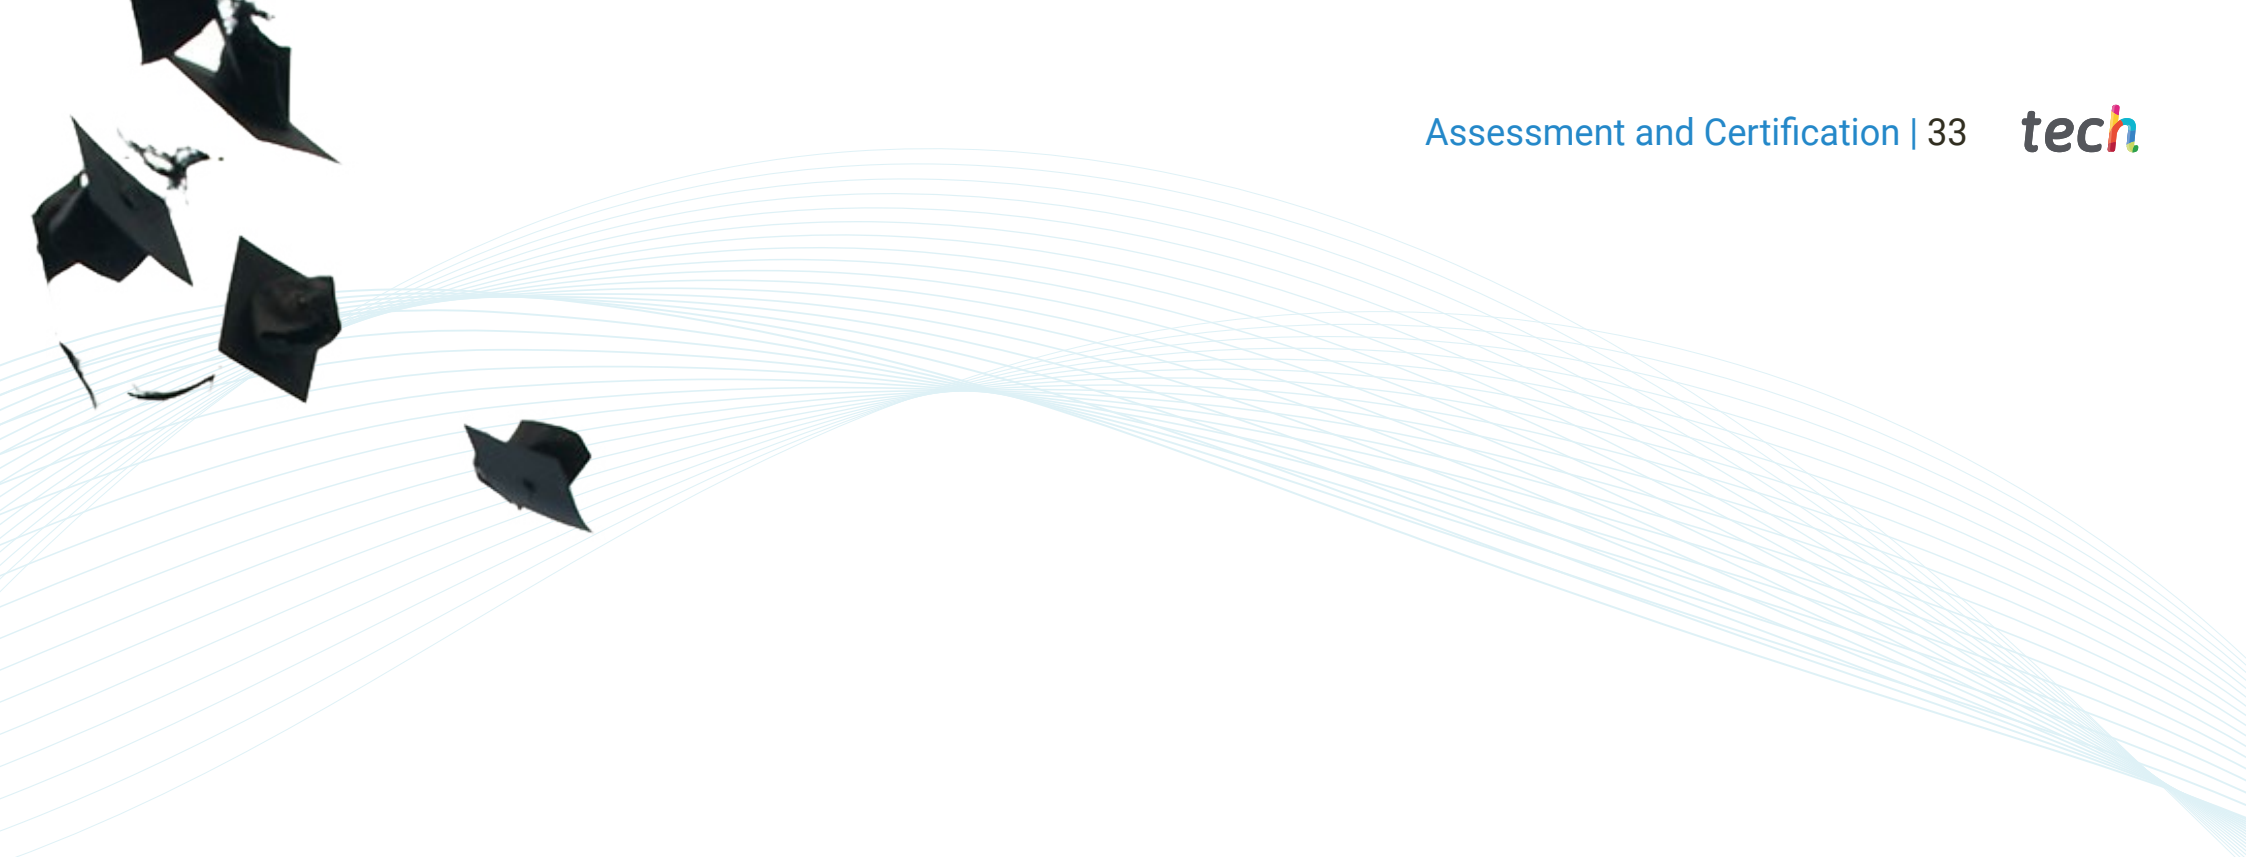 Assessment and Certification | 33 tech